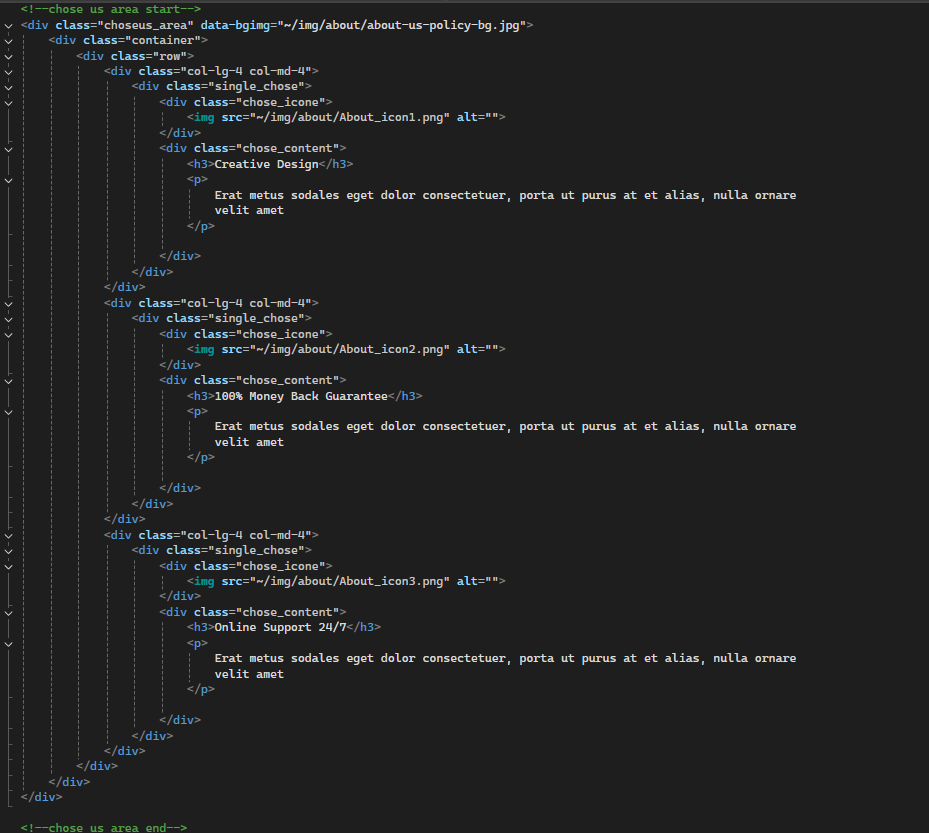 <!--chose us area start-->
<div class="choseus_area" data-bgimg="~/img/about/about-us-policy-bg.jpg">
<div class="container">
<div class="row">
<div class="col-lg-4 col-md-4">
<div class="single_chose">
<div class="chose_icone">
<img src="~/img/about/About_icon1.png" alt="">
</div>
<div class="chose_content">
<h3>Creative Design</h3>
<p>
Erat metus sodales eget dolor consectetuer, porta ut purus at et alias, nulla ornare
velit amet
</p>
</div>
</div>
</div>
<div class="col-lg-4 col-md-4">
<div class="single_chose">
<div class="chose_icone">
<img src="~/img/about/About_icon2.png" alt="">
</div>
<div class="chose_content">
<h3>100% Money Back Guarantee</h3>
<p>
Erat metus sodales eget dolor consectetuer, porta ut purus at et alias, nulla ornare
velit amet
</p>
</div>
</div>
</div>
<div class="col-lg-4 col-md-4">
<div class="single_chose">
<div class="chose_icone">
<img src="~/img/about/About_icon3.png" alt="">
</div>
<div class="chose_content">
<h3>Online Support 24/7</h3>
<p>
Erat metus sodales eget dolor consectetuer, porta ut purus at et alias, nulla ornare
velit amet
</p>
</div>
</div>
</div>
</div>
</div>
</div>
<!--chose us area end-->